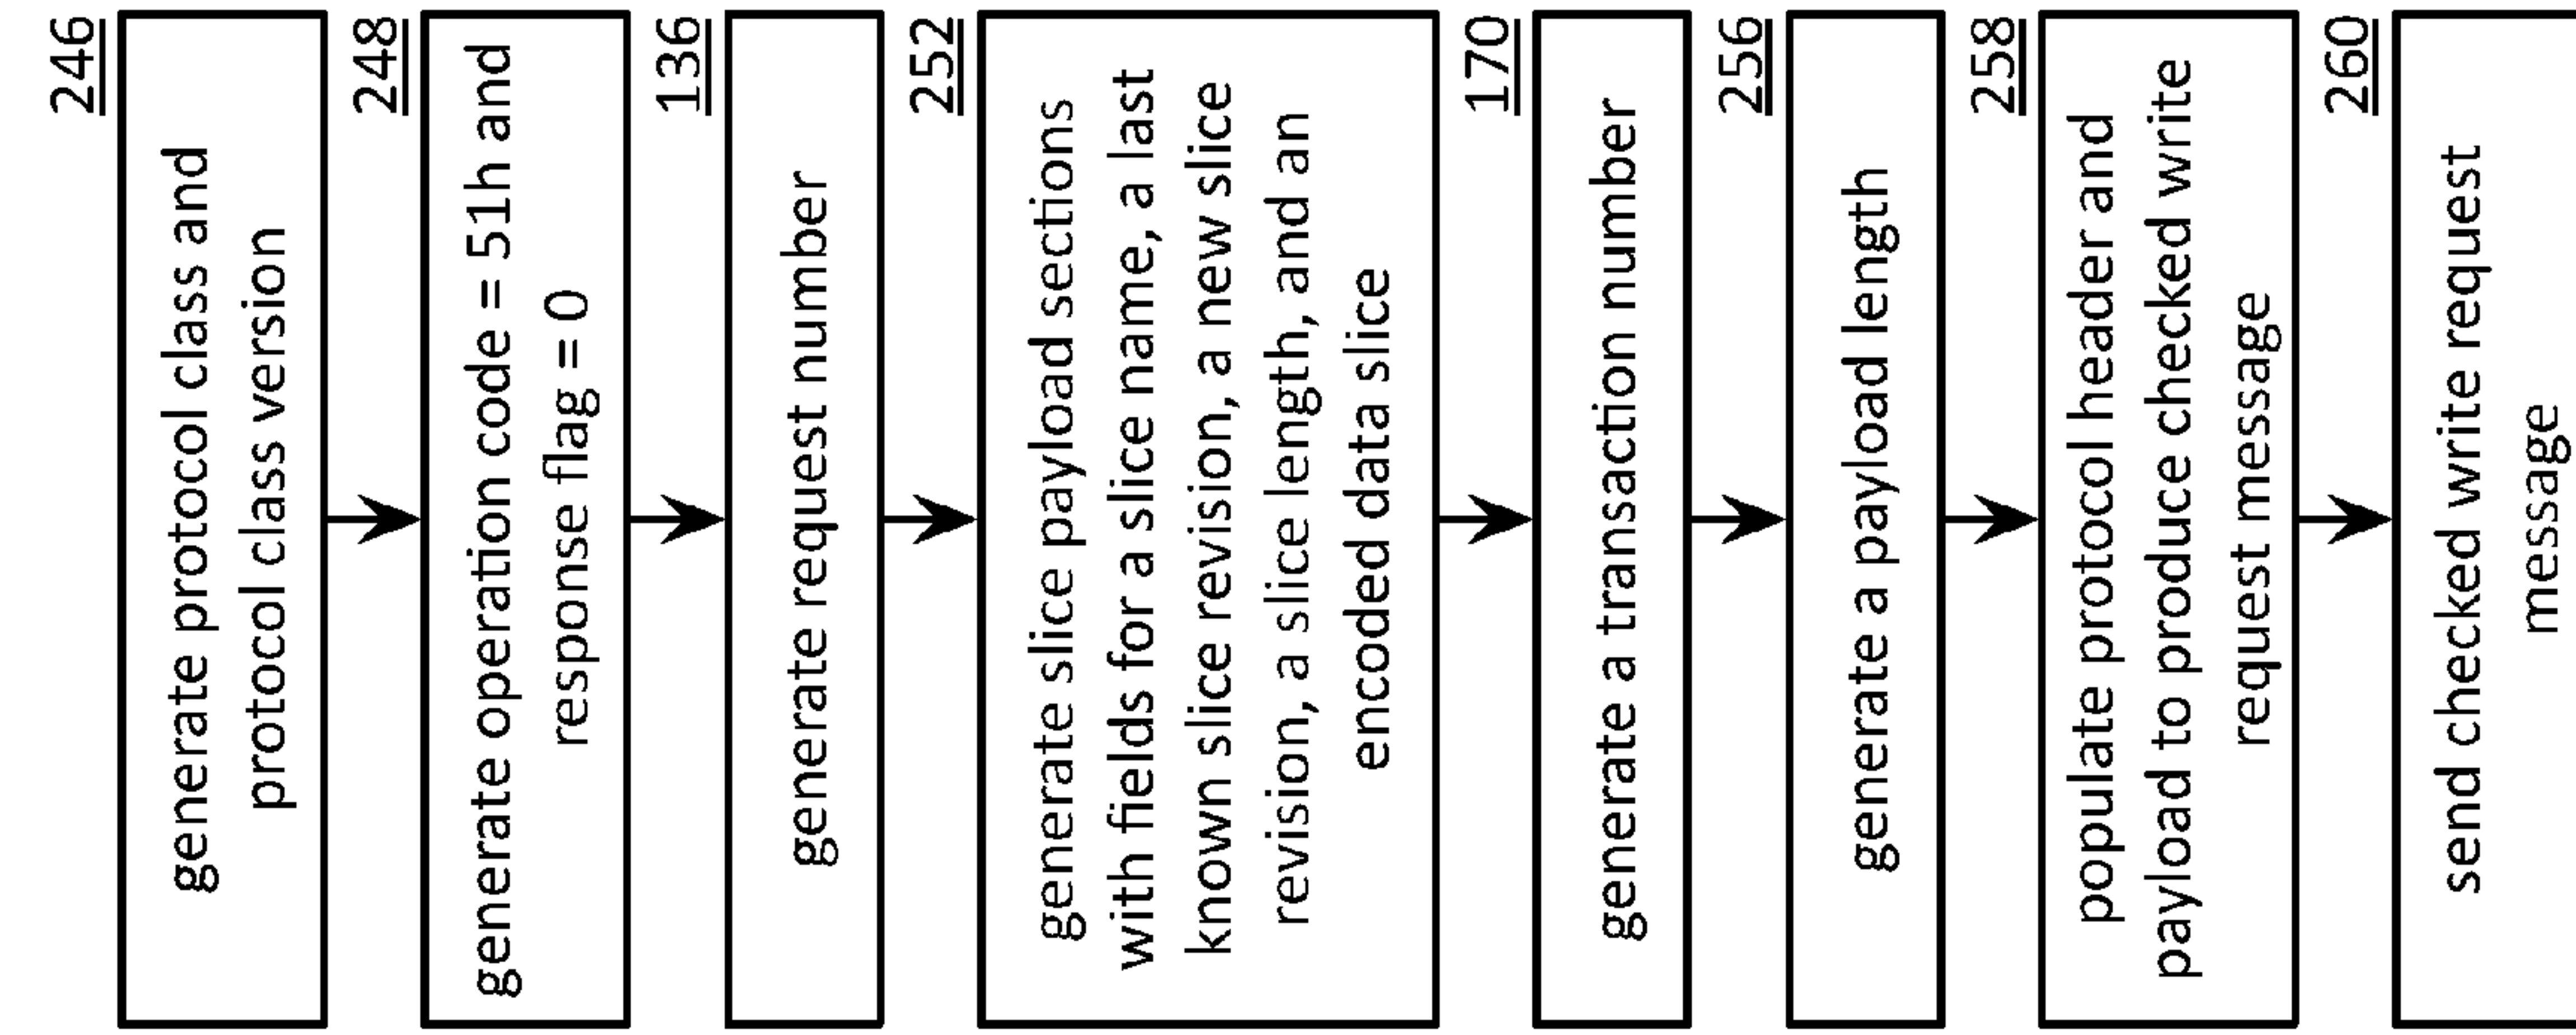 246
generate protocol class and
protocol class version
248
generate operation code = 51h and
response flag = 0
136
generate request number
252
generate slice payload sections
with fields for a slice name, a last
known slice revision, a new slice
revision, a slice length, and an
encoded data slice
170
generate a transaction number
256
generate a payload length
258
populate protocol header and
payload to produce checked write
request message
260
send checked write request
message